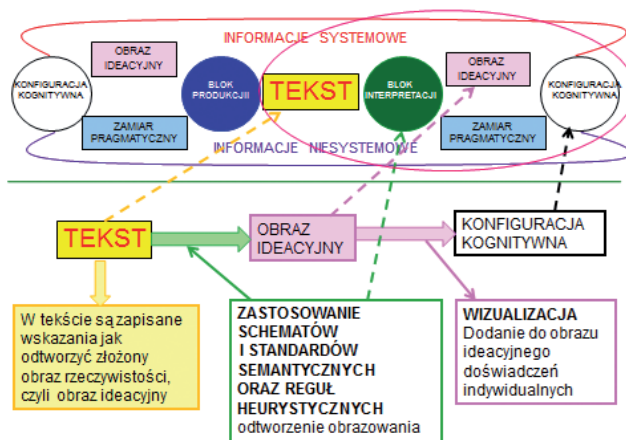 INFORMACJE SYSTEMOWE
OBRAZ
IDEACYJNY
OBRAZ
IDEACYJNY
KONFIGURACJA
KOGNITYWNA
BLOK
PRODUKCJI
TEKST
BLOK
INTERPRETACJI
KONFIGURACJA
KOGNITYWNA
ZAMIAR
PRAGMATYCZNY
ZAMIAR
PRAGMATYCZNY
INFORMACJE NIESYSTEMOWE
TEKST
OBRAZ
IDEACYJNY
KONFIGURACJA
KOGNITYWNA
W tekście są zapisane
wskazania jak
odtworzyć złożony
obraz rzeczywistości,
czyli obraz ideacyjny
ZASTOSOWANIE
SCHEMATÓW
I STANDARDÓW
SEMANTYCZNYCH
ORAZ REGUŁ
HEURYSTYCZNYCH
odtworzenie obrazowania
WIZUALIZACJA
Dodanie do obrazu
ideacyjnego
doświadczeń
indywidualnych